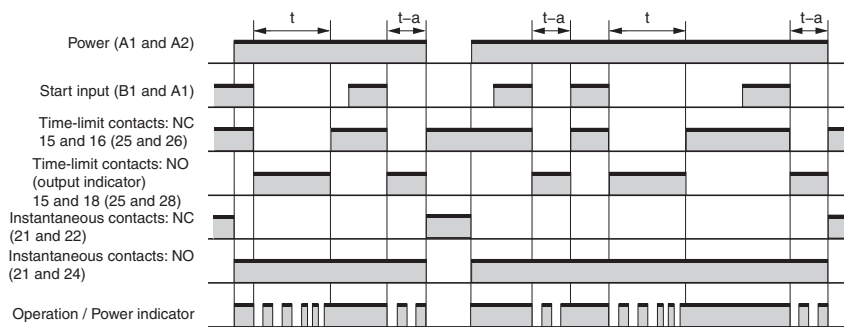 t
t–a
t–a
t
t–a
Power (A1 and A2)
Start input (B1 and A1)
Time-limit contacts: NC
15 and 16 (25 and 26)
Time-limit contacts: NO
(output indicator)
15 and 18 (25 and 28)
Instantaneous contacts: NC
(21 and 22)
Instantaneous contacts: NO
(21 and 24)
Operation / Power indicator